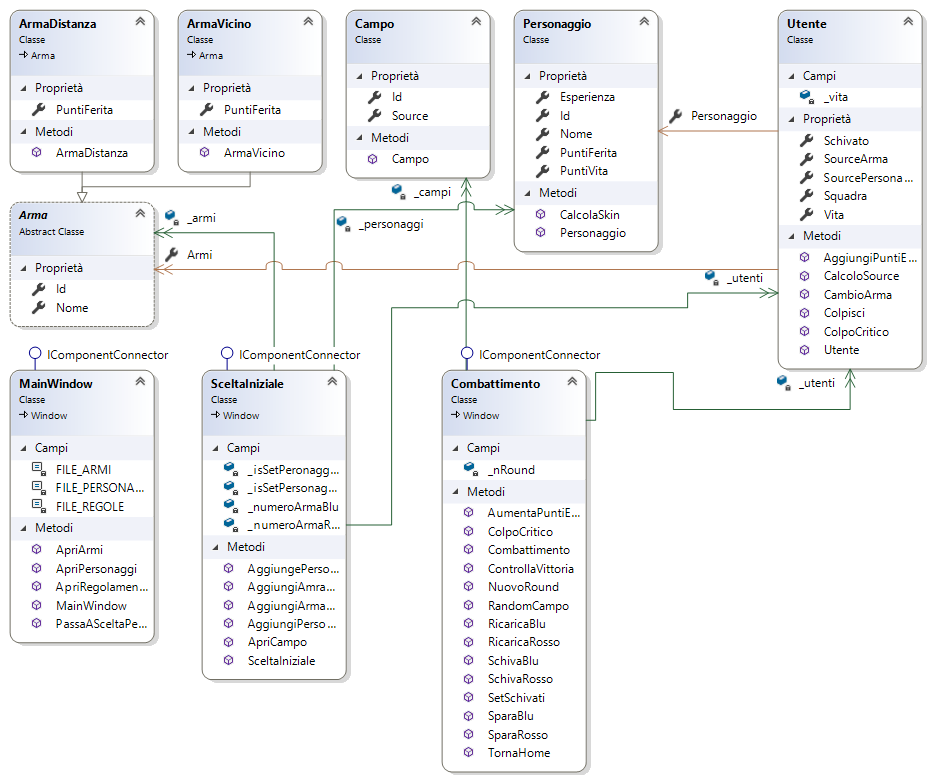 ArmaDistanza
Classe
Arma
Proprietà
PuntiFerita
Metodi
ArmaDistanza
ArmaVicino
Classe
Arma
Proprietà
PuntiFerita
Metodi
ArmaVicino
Campo
Classe
Proprietà
Id
Source
Metodi
Campo
Personaggio
Classe
Proprietà
Esperienza
Id
Nome
PuntiFerita
PuntiVita
Metodi
CalcolaSkin
Personaggio
Personaggio
Utente
Classe
Campi
_vita
Proprietà
Schivato
SourceArma
SourcePersona...
Squadra
Vita
Metodi
AggiungiPuntiE...
CalcoloSource
CambioArma
Colpisci
ColpoCritico
Utente
Arma
Abstract Classe
Proprietà
Id
Nome
_armi
Armi
_campi
_personaggi
_utenti
_utenti
IComponentConnector
MainWindow
Classe
Window
Campi
FILE_ARMI
FILE_PERSONA...
FILE_REGOLE
Metodi
ApriArmi
ApriPersonaggi
ApriRegolamen...
MainWindow
PassaASceltaPe...
IComponentConnector
SceltaIniziale
Classe
Window
Campi
_isSetPeronagg...
_isSetPersonag...
_numeroArmaBlu
_numeroArmaR...
Metodi
AggiungePerso...
AggiungiAmra...
AggiungiArma...
AggiungiPerso...
ApriCampo
SceltaIniziale
IComponentConnector
Combattimento
Classe
Window
Campi
_nRound
Metodi
AumentaPuntiE...
ColpoCritico
Combattimento
ControllaVittoria
NuovoRound
RandomCampo
RicaricaBlu
RicaricaRosso
SchivaBlu
SchivaRosso
SetSchivati
SparaBlu
SparaRosso
TornaHome